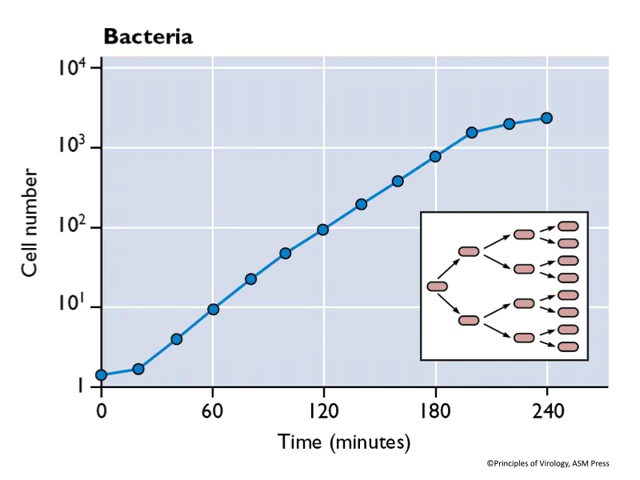 Bacteria
10⁴
10³
10²
10¹
1
Cell number
0 60 120 180 240
Time (minutes)
©Principles of Virology, ASM Press